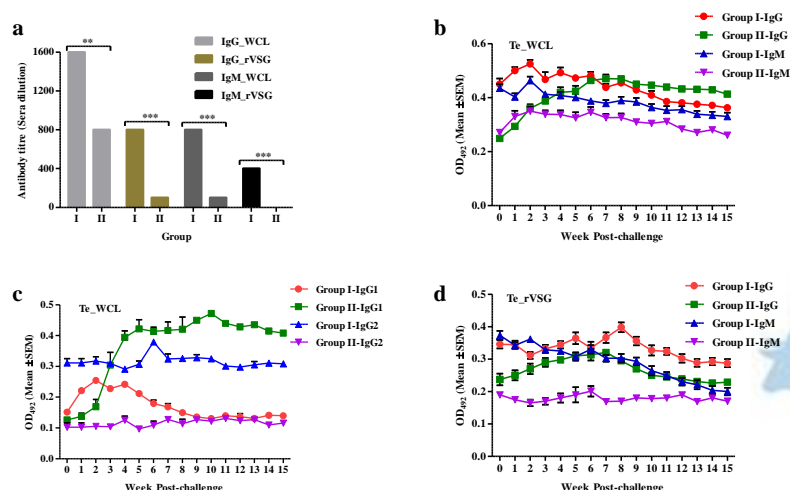 a
**
IgG_WCL
IgG_rVSG
IgM_WCL
IgM_rVSG
***
***
***
1600
1200
800
400
0
Antibody titer (Sera dilution)
I II I II I II I II
Group
b
Te_WCL
Group I-IgG
Group II-IgG
Group I-IgM
Group II-IgM
0.6
0.4
0.2
0.0
OD492 (Mean ±SEM)
0 1 2 3 4 5 6 7 8 9 10 11 12 13 14 15
Week Post-challenge
c
Te_WCL
Group I-IgG1
Group II-IgG1
Group I-IgG2
Group II-IgG2
0.5
0.4
0.3
0.2
0.1
0.0
OD492 (Mean ±SEM)
0 1 2 3 4 5 6 7 8 9 10 11 12 13 14 15
Week Post-challenge
d
Te_rVSG
Group I-IgG
Group II-IgG
Group I-IgM
Group II-IgM
0.5
0.4
0.3
0.2
0.1
0.0
OD492 (Mean ±SEM)
0 1 2 3 4 5 6 7 8 9 10 11 12 13 14 15
Week Post-challenge